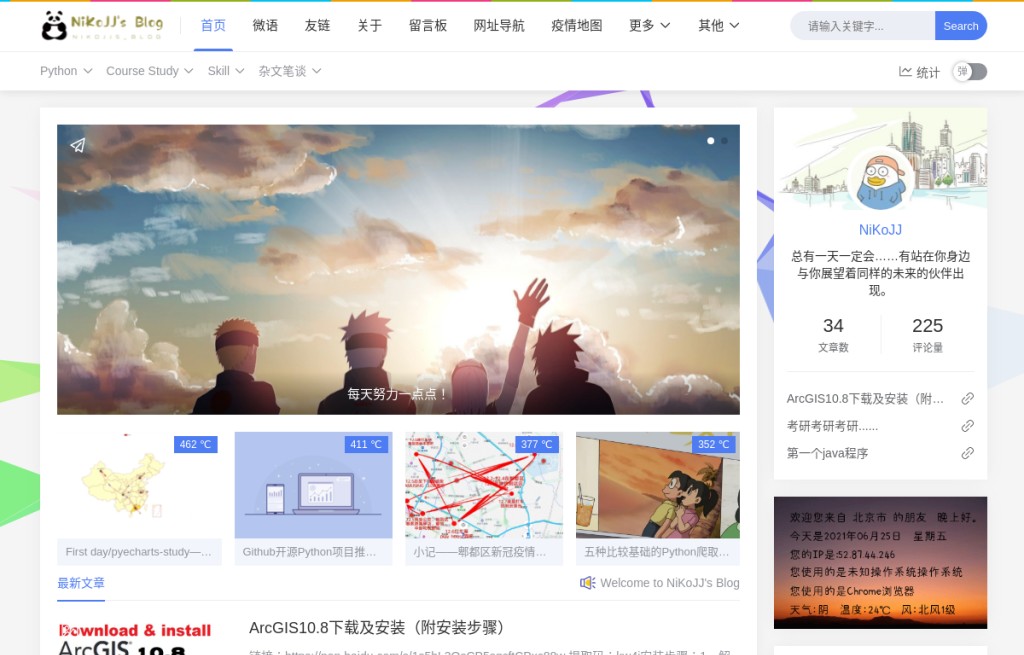 NiKoJJ's Blog
NIKOJJ'S_BLOG
首页 微语 友链 关于 留言板 网址导航 疫情地图 更多 其他
请输入关键字... Search
Python Course Study Skill 杂文笔谈
统计 弹
每天努力一点点！
NiKoJJ
总有一天一定会……有站在你身边
与你展望着同样的未来的伙伴出
现。
34 225
文章数 评论量
ArcGIS10.8下载及安装（附...
考研考研考研......
第一个java程序
462 ℃ 411 ℃ 377 ℃ 352 ℃
First day/pyecharts-study—... Github开源Python项目推... 小记——郫都区新冠疫情... 五种比较基础的Python爬取...
最新文章 Welcome to NiKoJJ's Blog
欢迎您来自 北京市 的朋友 晚上好。
今天是2021年06月25日 星期五
您的IP是:52.87.44.246
您使用的是未知操作系统操作系统
您使用的是Chrome浏览器
天气:阴 温度:24℃ 风:北风1级
Download & install
ArcGIS 10.8
ArcGIS10.8下载及安装（附安装步骤）